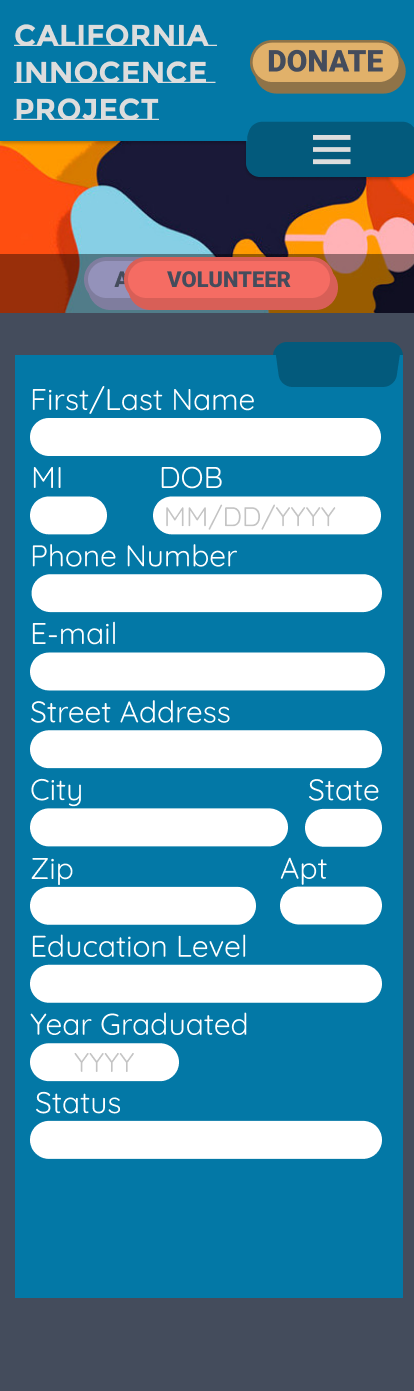 CALIFORNIA
INNOCENCE
PROJECT
DONATE
A
VOLUNTEER
First/Last Name
MI DOB
MM/DD/YYYY
Phone Number
E-mail
Street Address
City State
Zip Apt
Education Level
Year Graduated
YYYY
Status